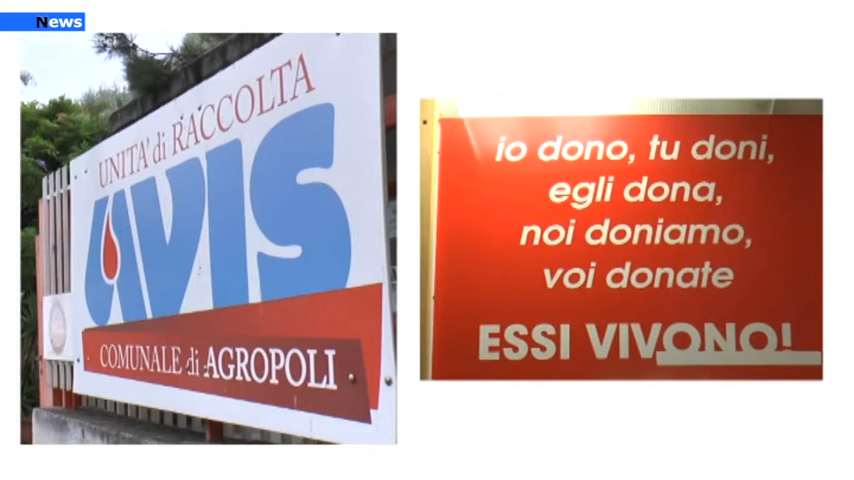 News
UNITA' di RACCOLTA
AVIS
COMUNALE di AGROPOLI
io dono, tu doni,
egli dona,
noi doniamo,
voi donate
ESSI VIVONO!